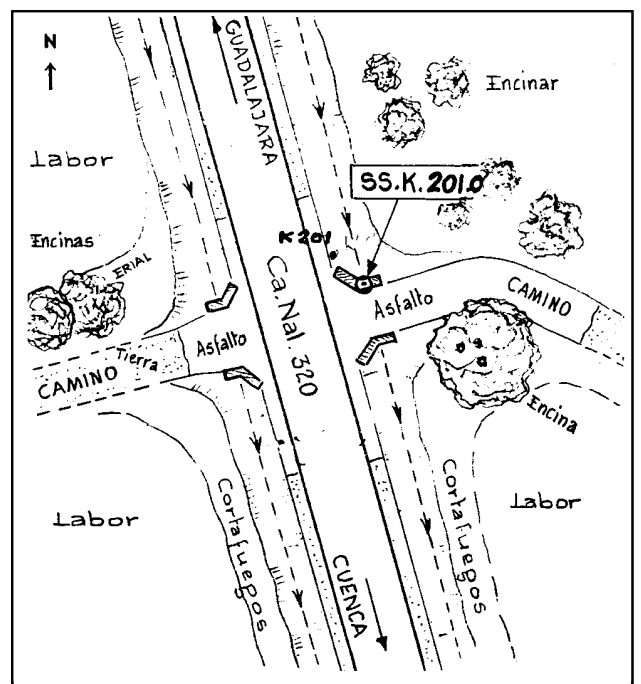 N
GUADALAJARA
Encinar
Labor
SS.K.201.0
K201
Encinas
ERIAL
Ca.Nal 320
Asfalto
CAMINO
Tierra
Asfalto
CAMINO
Encina
Cortafuegos
Cortafuegos
Labor
Labor
CUENCA